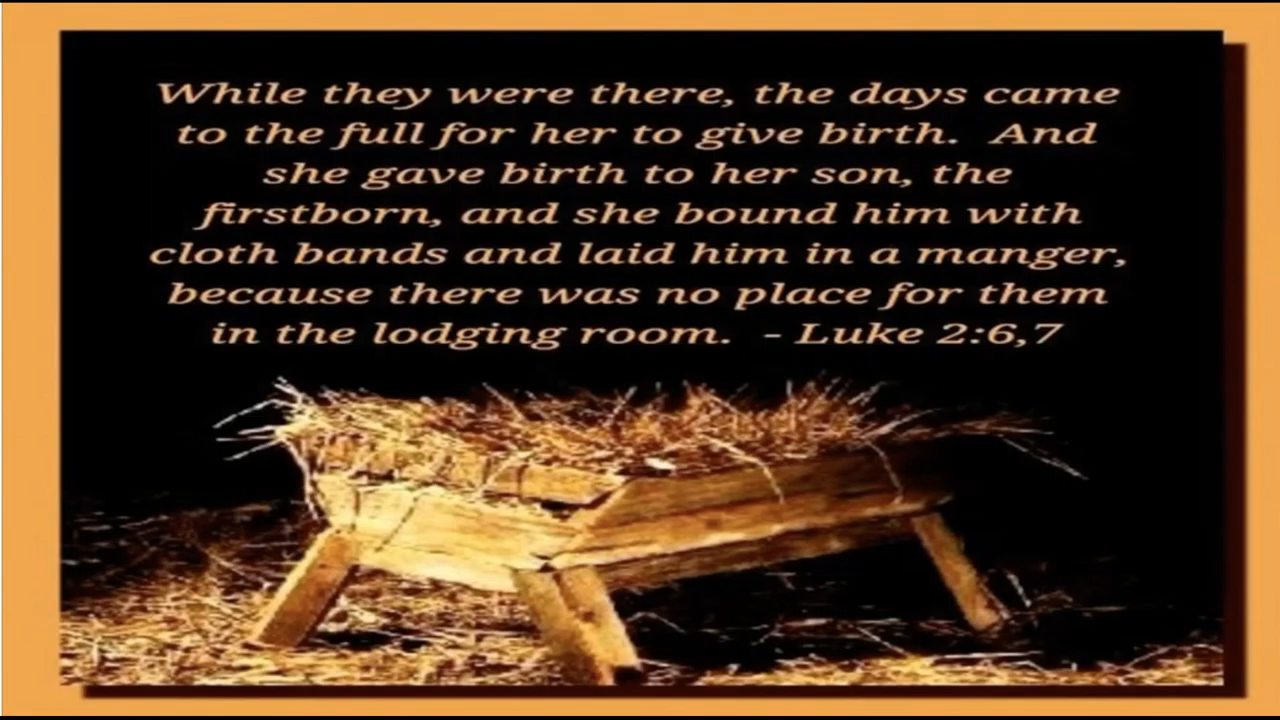 While they were there, the days came
to the full for her to give birth.  And
she gave birth to her son, the
firstborn, and she bound him with
cloth bands and laid him in a manger,
because there was no place for them
in the lodging room.  - Luke 2:6,7